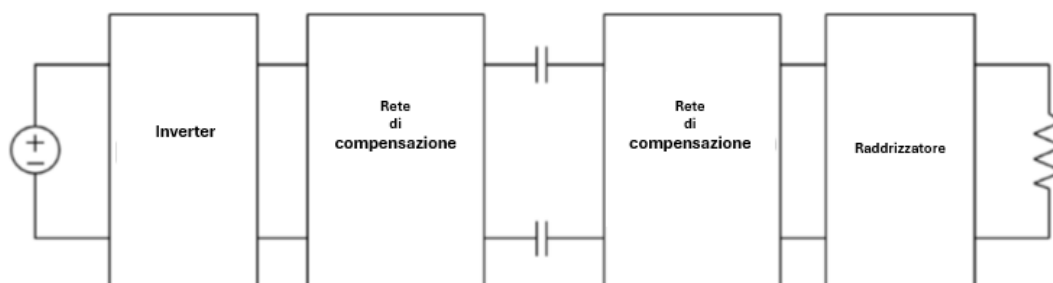 Inverter
Rete
di
compensazione
Rete
di
compensazione
Raddrizzatore